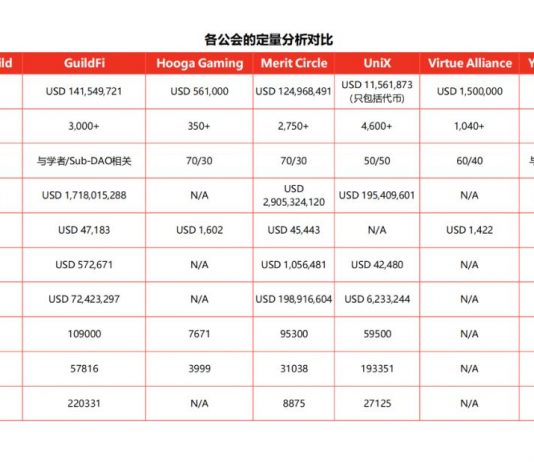 各公会的定量分析对比
ld GuildFi Hooga Gaming Merit Circle UniX Virtue Alliance Y
USD 141,549,721 USD 561,000 USD 124,968,491 USD 11,561,873 USD 1,500,000
(只包括代币)
3,000+ 350+ 2,750+ 4,600+ 1,040+
与学者/Sub-DAO相关 70/30 70/30 50/50 60/40 与
USD 1,718,015,288 N/A USD 2,905,324,120 USD 195,409,601 N/A
USD 47,183 USD 1,602 USD 45,443 N/A USD 1,422
USD 572,671 N/A USD 1,056,481 USD 42,480 N/A
USD 72,423,297 N/A USD 198,916,604 USD 6,233,244 N/A
109000 7671 95300 59500 N/A
57816 3999 31038 193351 N/A
220331 N/A 8875 27125 N/A